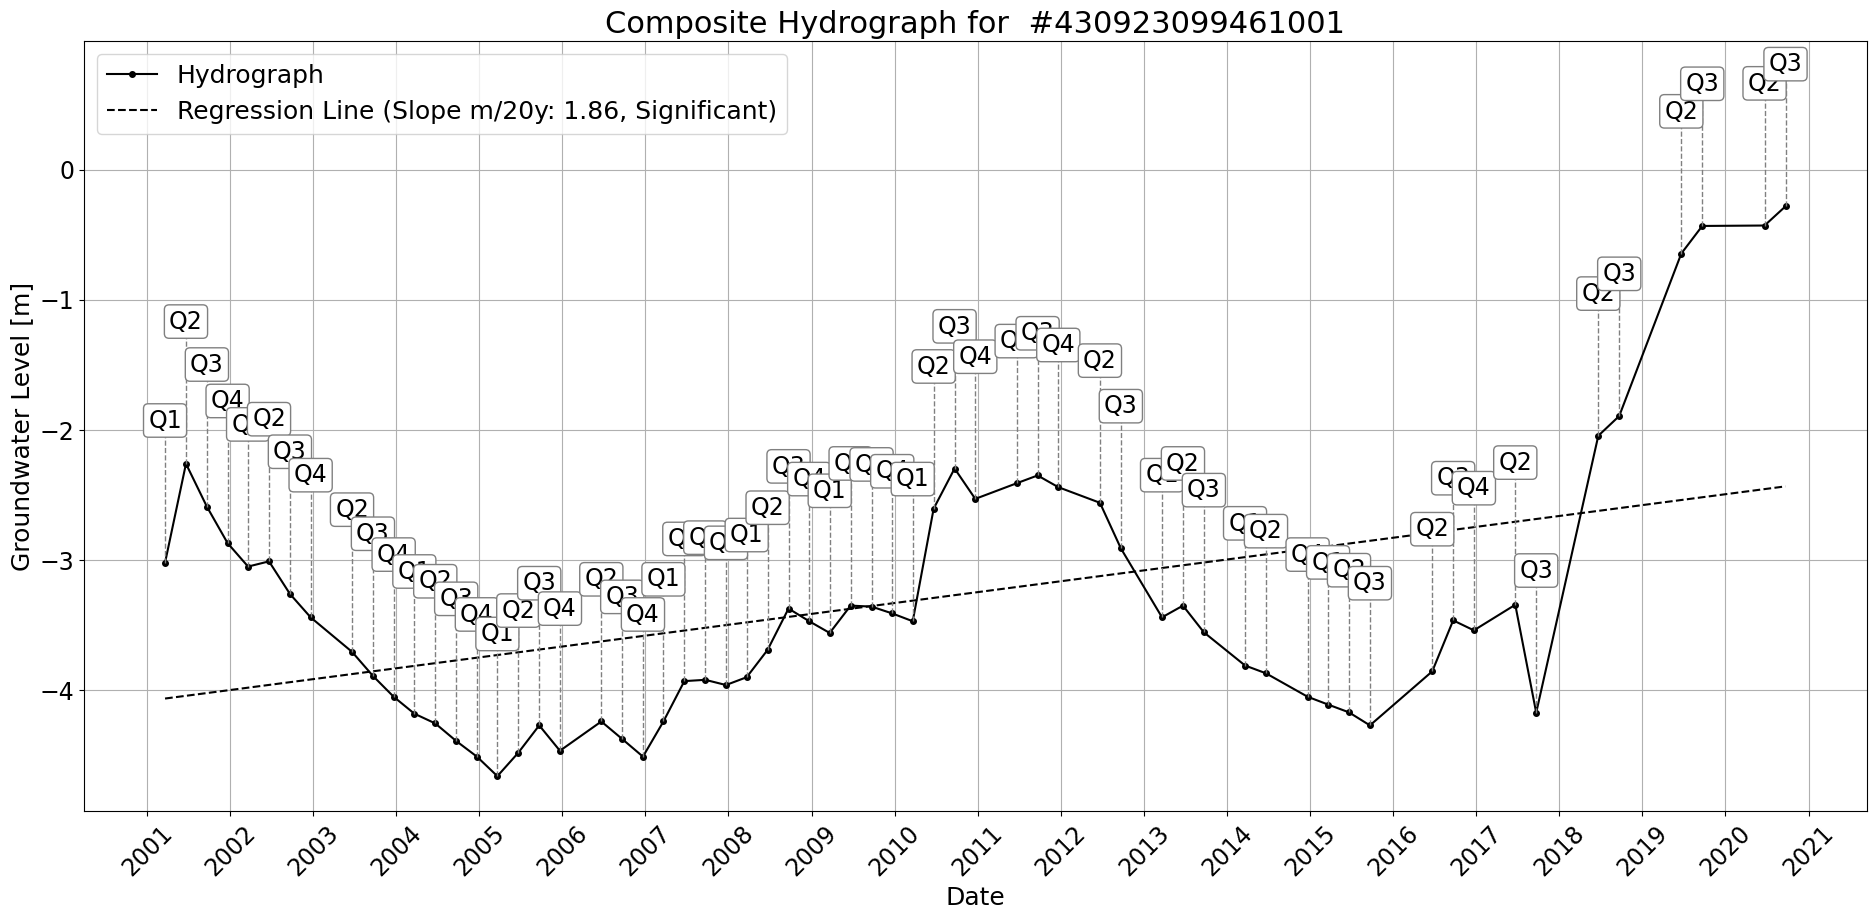 Composite Hydrograph for  #430923099461001
Hydrograph
Regression Line (Slope m/20y: 1.86, Significant)
Groundwater Level [m]
0
−1
−2
−3
−4
Q1
Q2
Q3
Q4
Q2
Q3
Q4
Q2
Q3
Q4
Q1
Q2
Q3
Q4
Q1
Q2
Q3
Q4
Q2
Q3
Q4
Q1
Q1
Q2
Q3
Q4
Q1
Q1
Q2
Q3
Q4
Q3
Q4
Q2
Q3
Q2
Q3
Q2
Q2
Q3
Q2
Q3
Q4
Q2
Q3
Q2
Q3
Q2
Q3
Q2
Q3
2001
2002
2003
2004
2005
2006
2007
2008
2009
2010
2011
2012
2013
2014
2015
2016
2017
2018
2019
2020
2021
Date